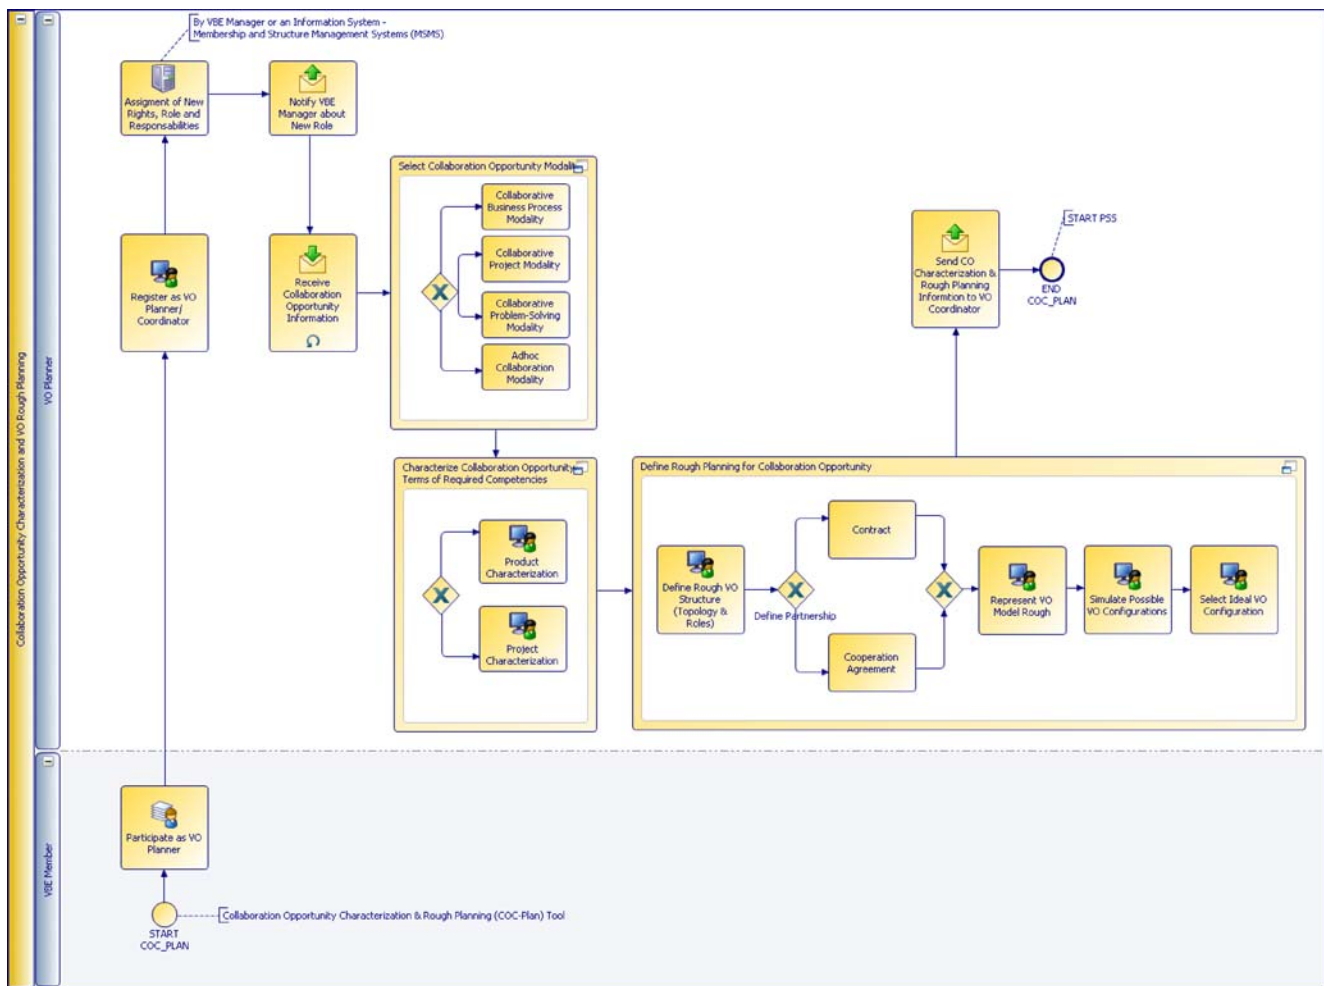 Collaboration Opportunity Characterization and VO Rough Planning
VO Planner
By VBE Manager or an Information System -
Membership and Structure Management Systems (MSMS)
Assigment of New
Rights, Role and
Responsabilities
Notify VBE
Manager about
New Role
Register as VO
Planner/
Coordinator
Receive
Collaboration
Opportunity
Information
Select Collaboration Opportunity Modality
Collaborative
Business Process
Modality
Collaborative
Project Modality
Collaborative
Problem-Solving
Modality
Adhoc
Collaboration
Modality
Send CO
Characterization &
Rough Planning
Informtion to VO
Coordinator
START PSS
END
COC_PLAN
Characterize Collaboration Opportunity
Terms of Required Competencies
Product
Characterization
Project
Characterization
Define Rough Planning for Collaboration Opportunity
Define Rough VO
Structure
(Topology &
Roles)
Define Partnership
Contract
Cooperation
Agreement
Represent VO
Model Rough
Simulate Possible
VO Configurations
Select Ideal VO
Configuration
VBE Member
Participate as VO
Planner
START
COC_PLAN
Collaboration Opportunity Characterization & Rough Planning (COC-Plan) Tool